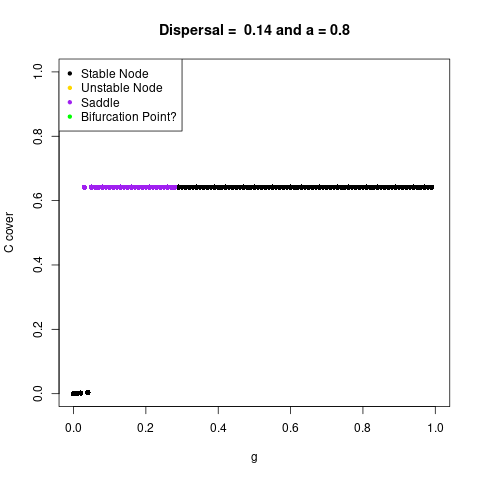 Dispersal =  0.14 and a = 0.8
Stable Node
Unstable Node
Saddle
Bifurcation Point?
C cover
1.0
0.8
0.6
0.4
0.2
0.0
0.0 0.2 0.4 0.6 0.8 1.0
g